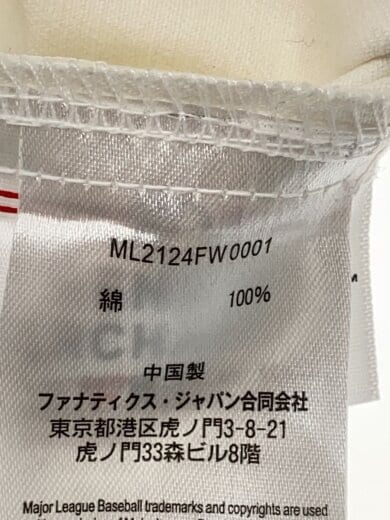 ML2124FW0001
綿 100%
中国製
ファナティクス・ジャパン合同会社
東京都港区虎ノ門3-8-21
虎ノ門33森ビル8階
Major League Baseball trademarks and copyrights are used